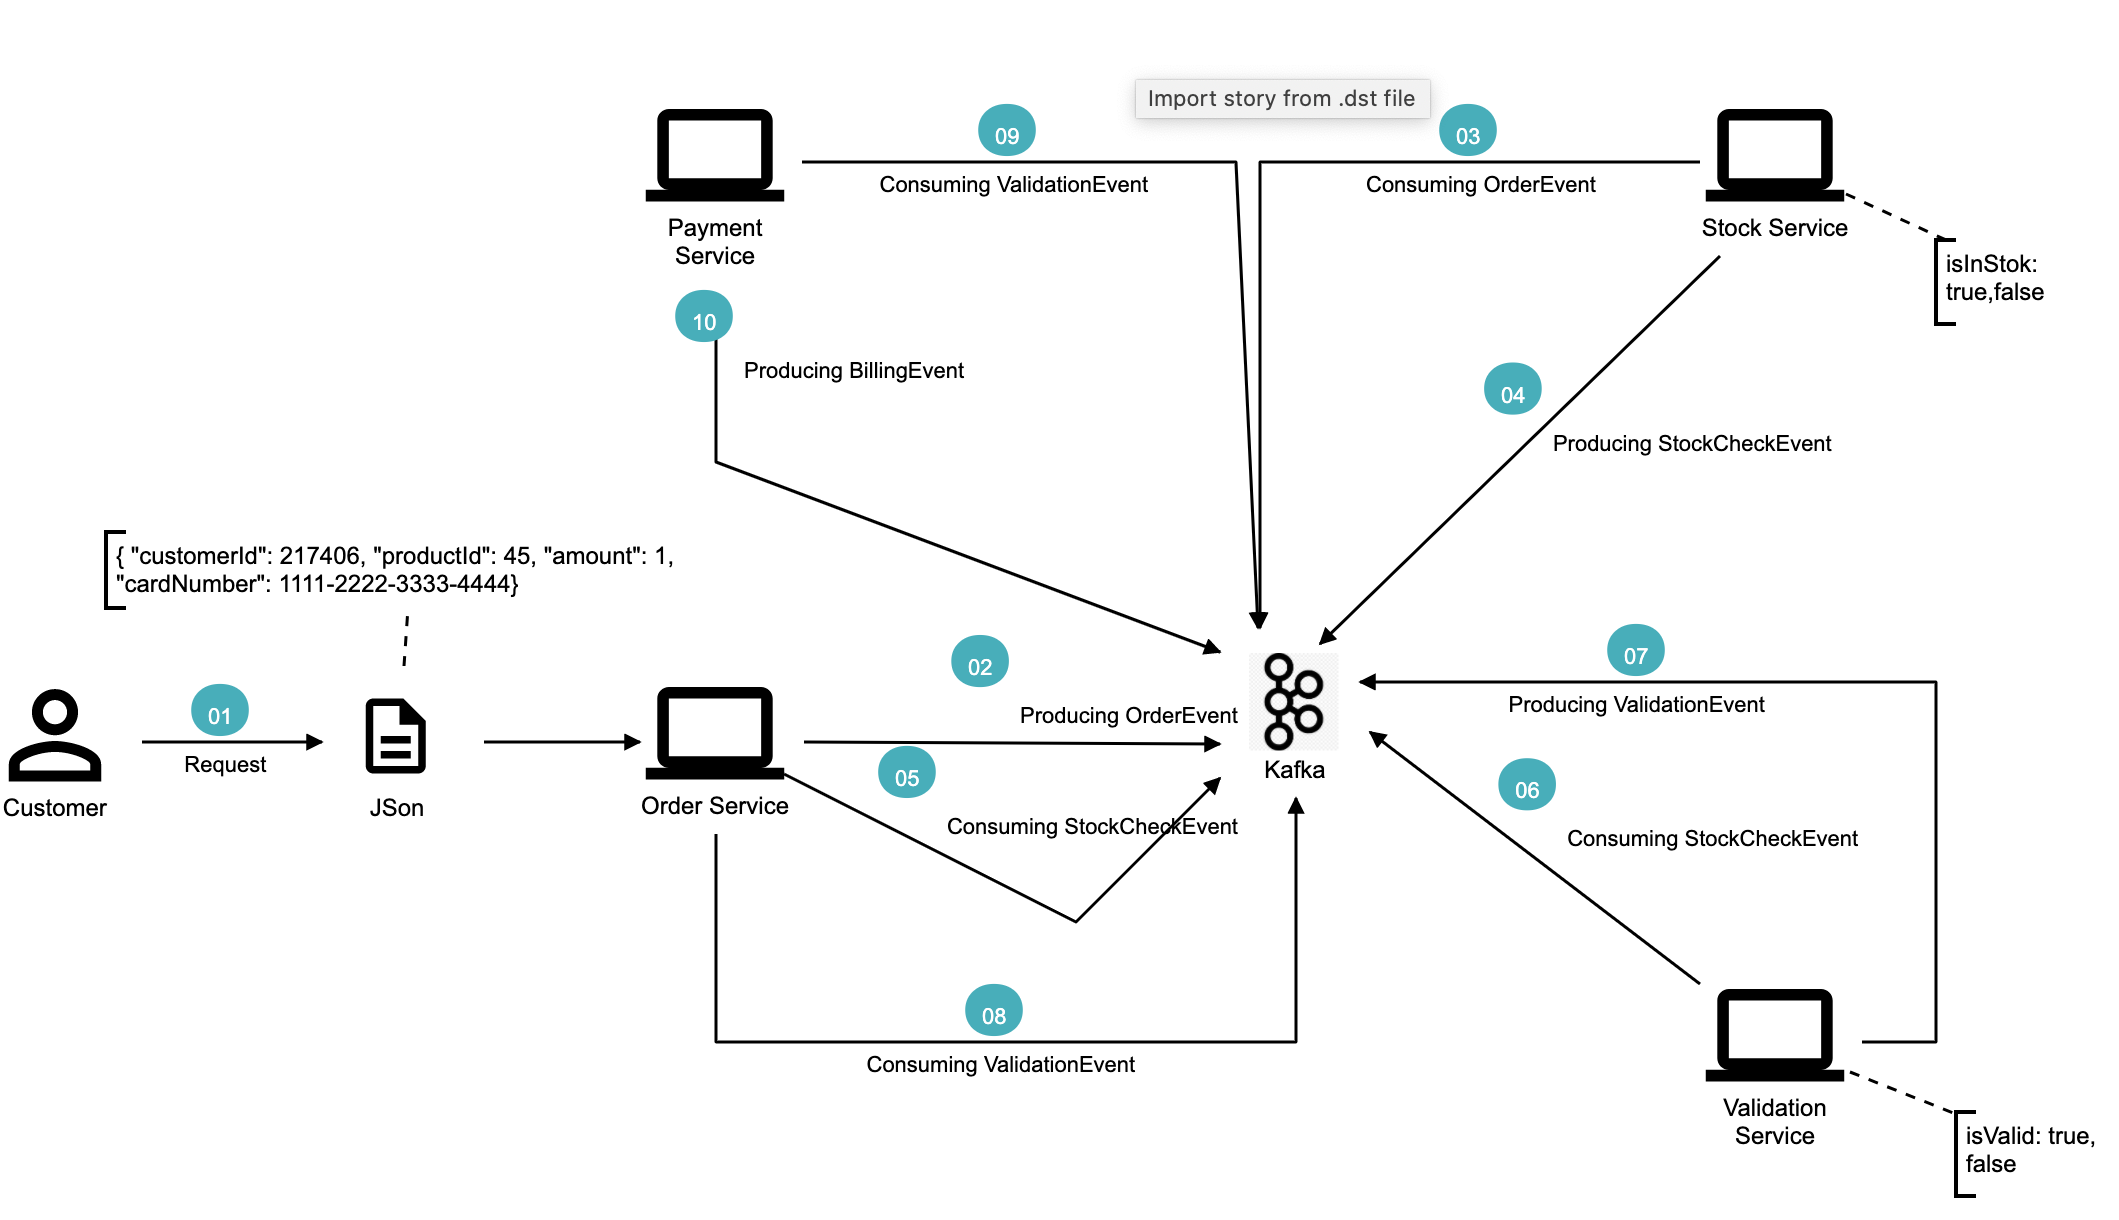 Import story from .dst file
09
03
Consuming ValidationEvent
Consuming OrderEvent
Payment
Service
Stock Service
isInStok:
true,false
10
Producing BillingEvent
04
Producing StockCheckEvent
{ "customerId": 217406, "productId": 45, "amount": 1,
"cardNumber": 1111-2222-3333-4444}
02
07
Producing OrderEvent
Producing ValidationEvent
01
Request
Customer
JSon
Order Service
Kafka
05
Consuming StockCheckEvent
06
Consuming StockCheckEvent
08
Consuming ValidationEvent
Validation
Service
isValid: true,
false